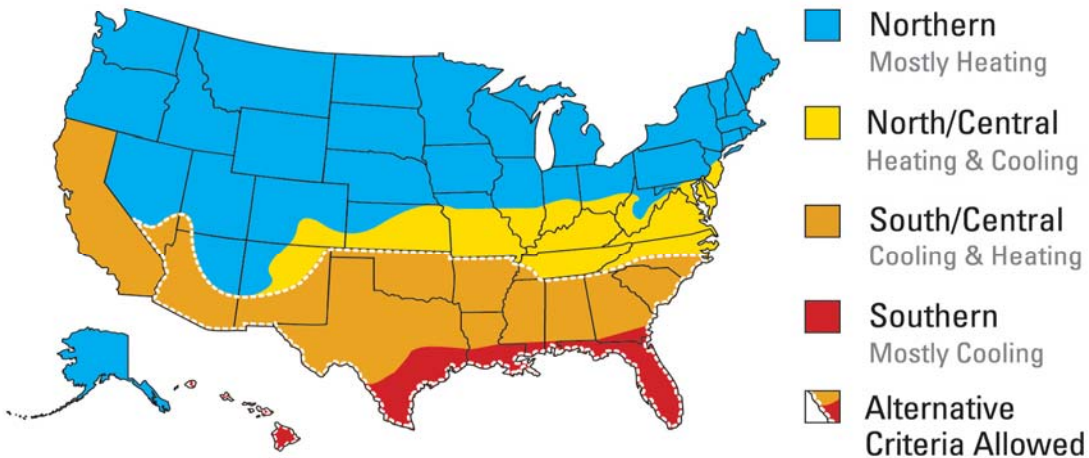 Northern
Mostly Heating
North/Central
Heating & Cooling
South/Central
Cooling & Heating
Southern
Mostly Cooling
Alternative
Criteria Allowed